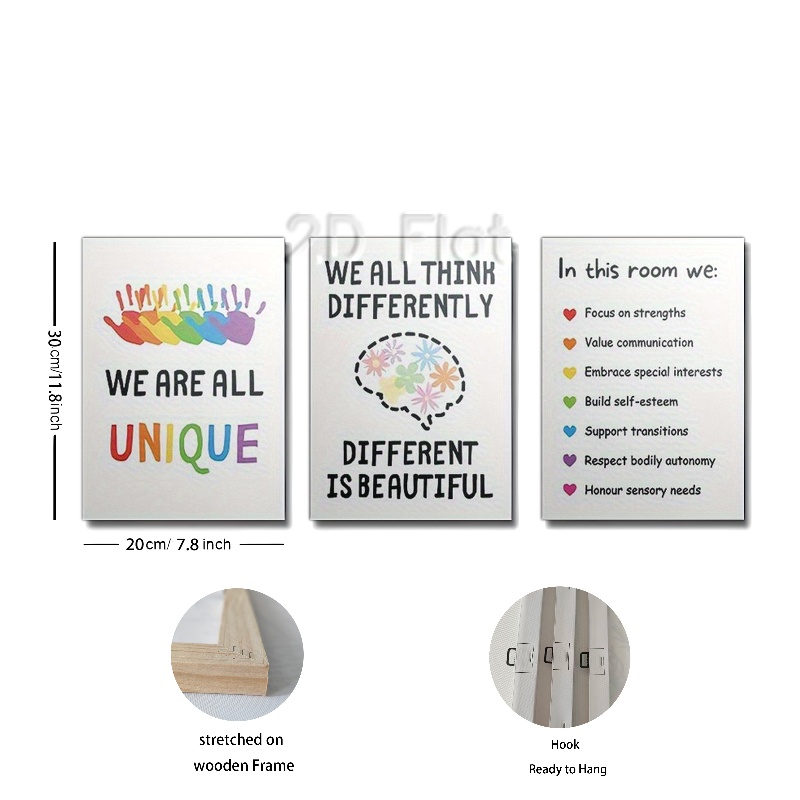 2D Flat
WE ARE ALL
UNIQUE
WE ALL THINK
DIFFERENTLY
DIFFERENT
IS BEAUTIFUL
In this room we:
Focus on strengths
Value communication
Embrace special interests
Build self-esteem
Support transitions
Respect bodily autonomy
Honour sensory needs
30cm/11.8inch
20cm/ 7.8 inch
stretched on
wooden Frame
Hook
Ready to Hang